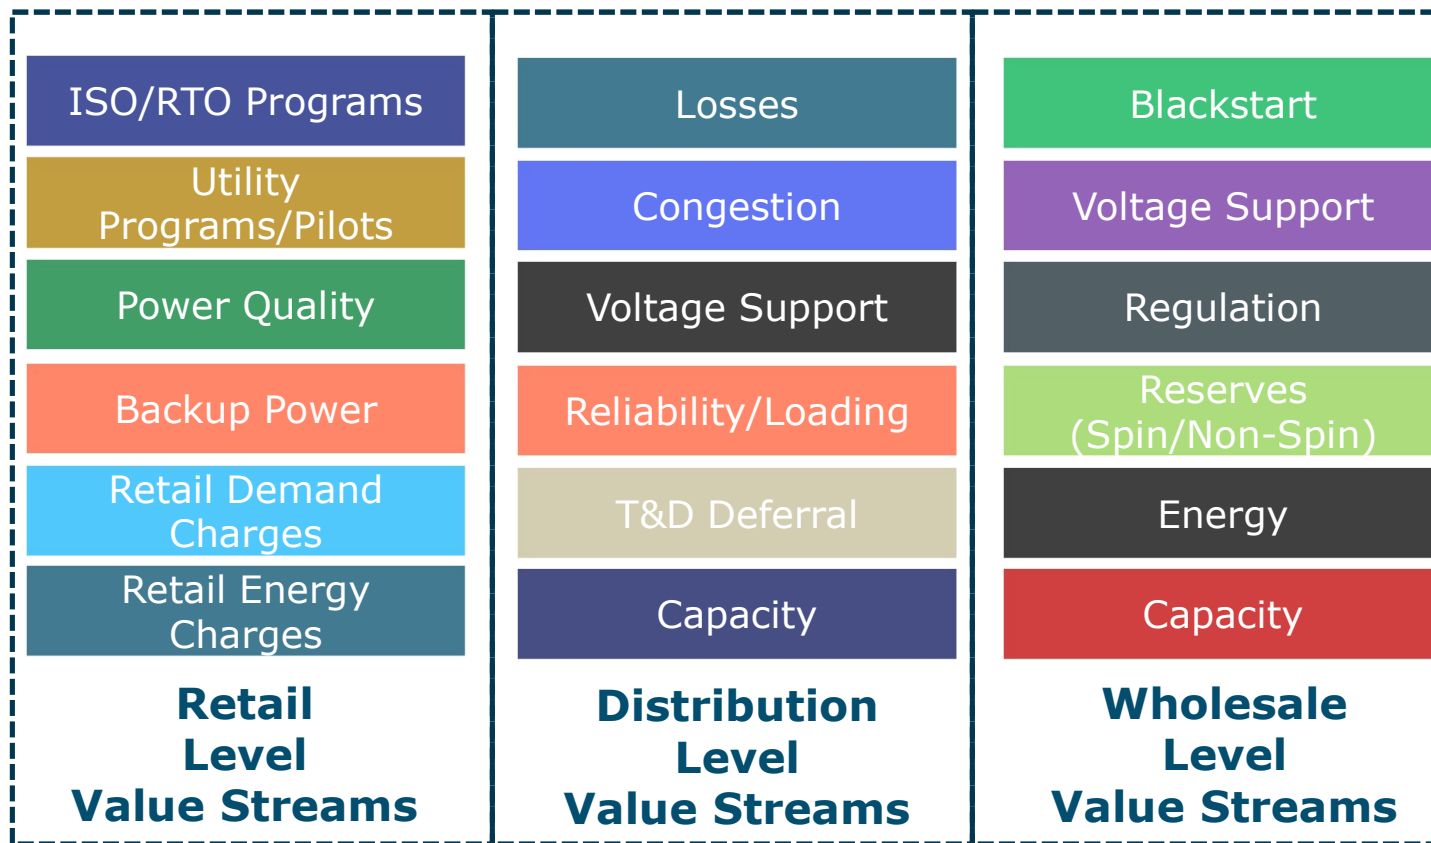 ISO/RTO Programs
Utility
Programs/Pilots
Power Quality
Backup Power
Retail Demand
Charges
Retail Energy
Charges
Retail
Level
Value Streams
Losses
Congestion
Voltage Support
Reliability/Loading
T&D Deferral
Capacity
Distribution
Level
Value Streams
Blackstart
Voltage Support
Regulation
Reserves
(Spin/Non-Spin)
Energy
Capacity
Wholesale
Level
Value Streams